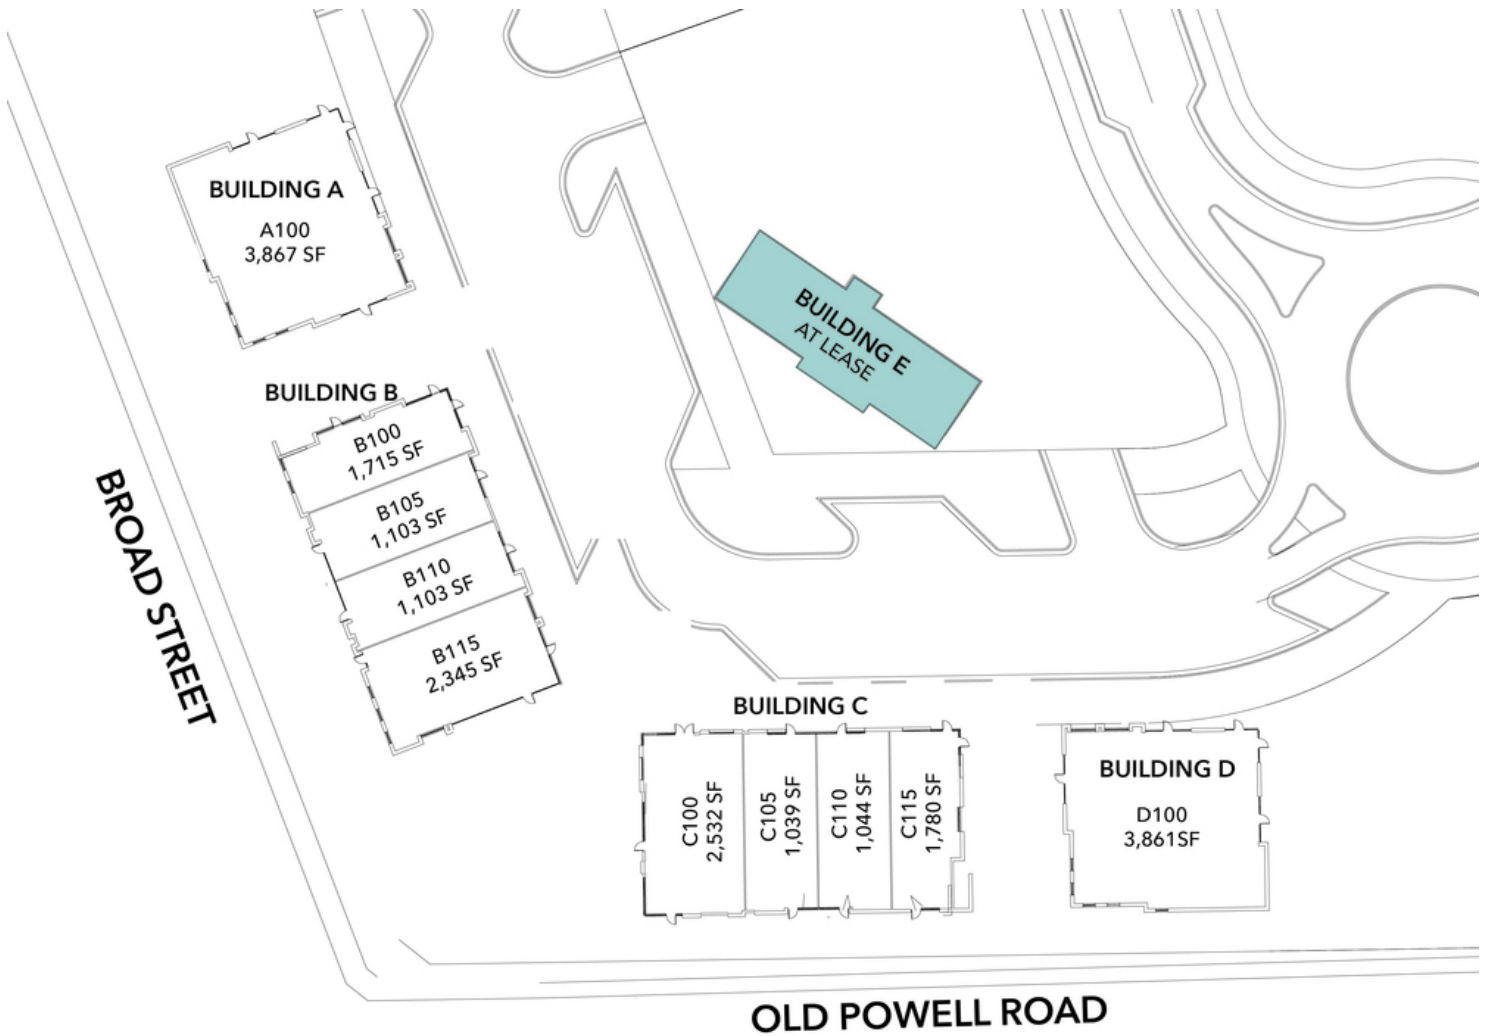 BUILDING A
A100
3,867 SF
BUILDING E
AT LEASE
BUILDING B
B100
1,715 SF
B105
1,103 SF
B110
1,103 SF
B115
2,345 SF
BROAD STREET
BUILDING C
C100
2,532 SF
C105
1,039 SF
C110
1,044 SF
C115
1,780 SF
BUILDING D
D100
3,861SF
OLD POWELL ROAD